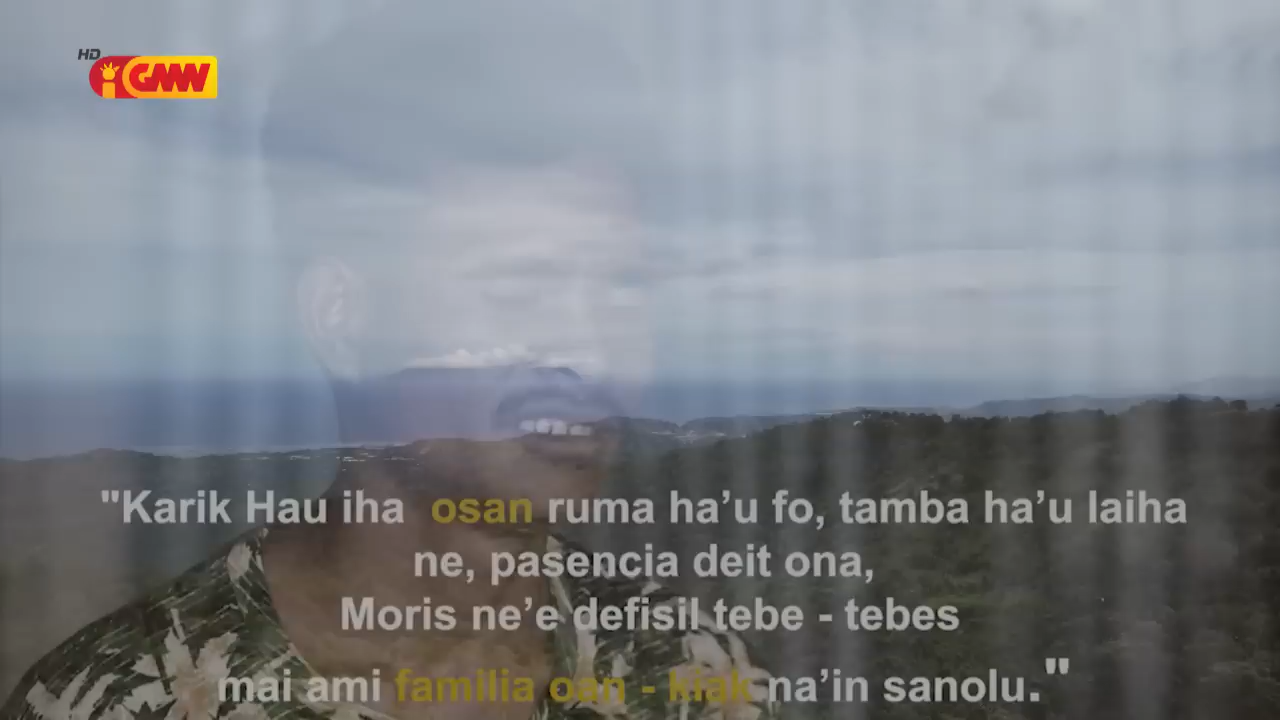 HD
GMN
"Karik Hau iha osan ruma ha’u fo, tamba ha’u laiha
ne, pasencia deit ona,
Moris ne’e defisil tebe - tebes
mai ami familia oan - kiak na’in sanolu."